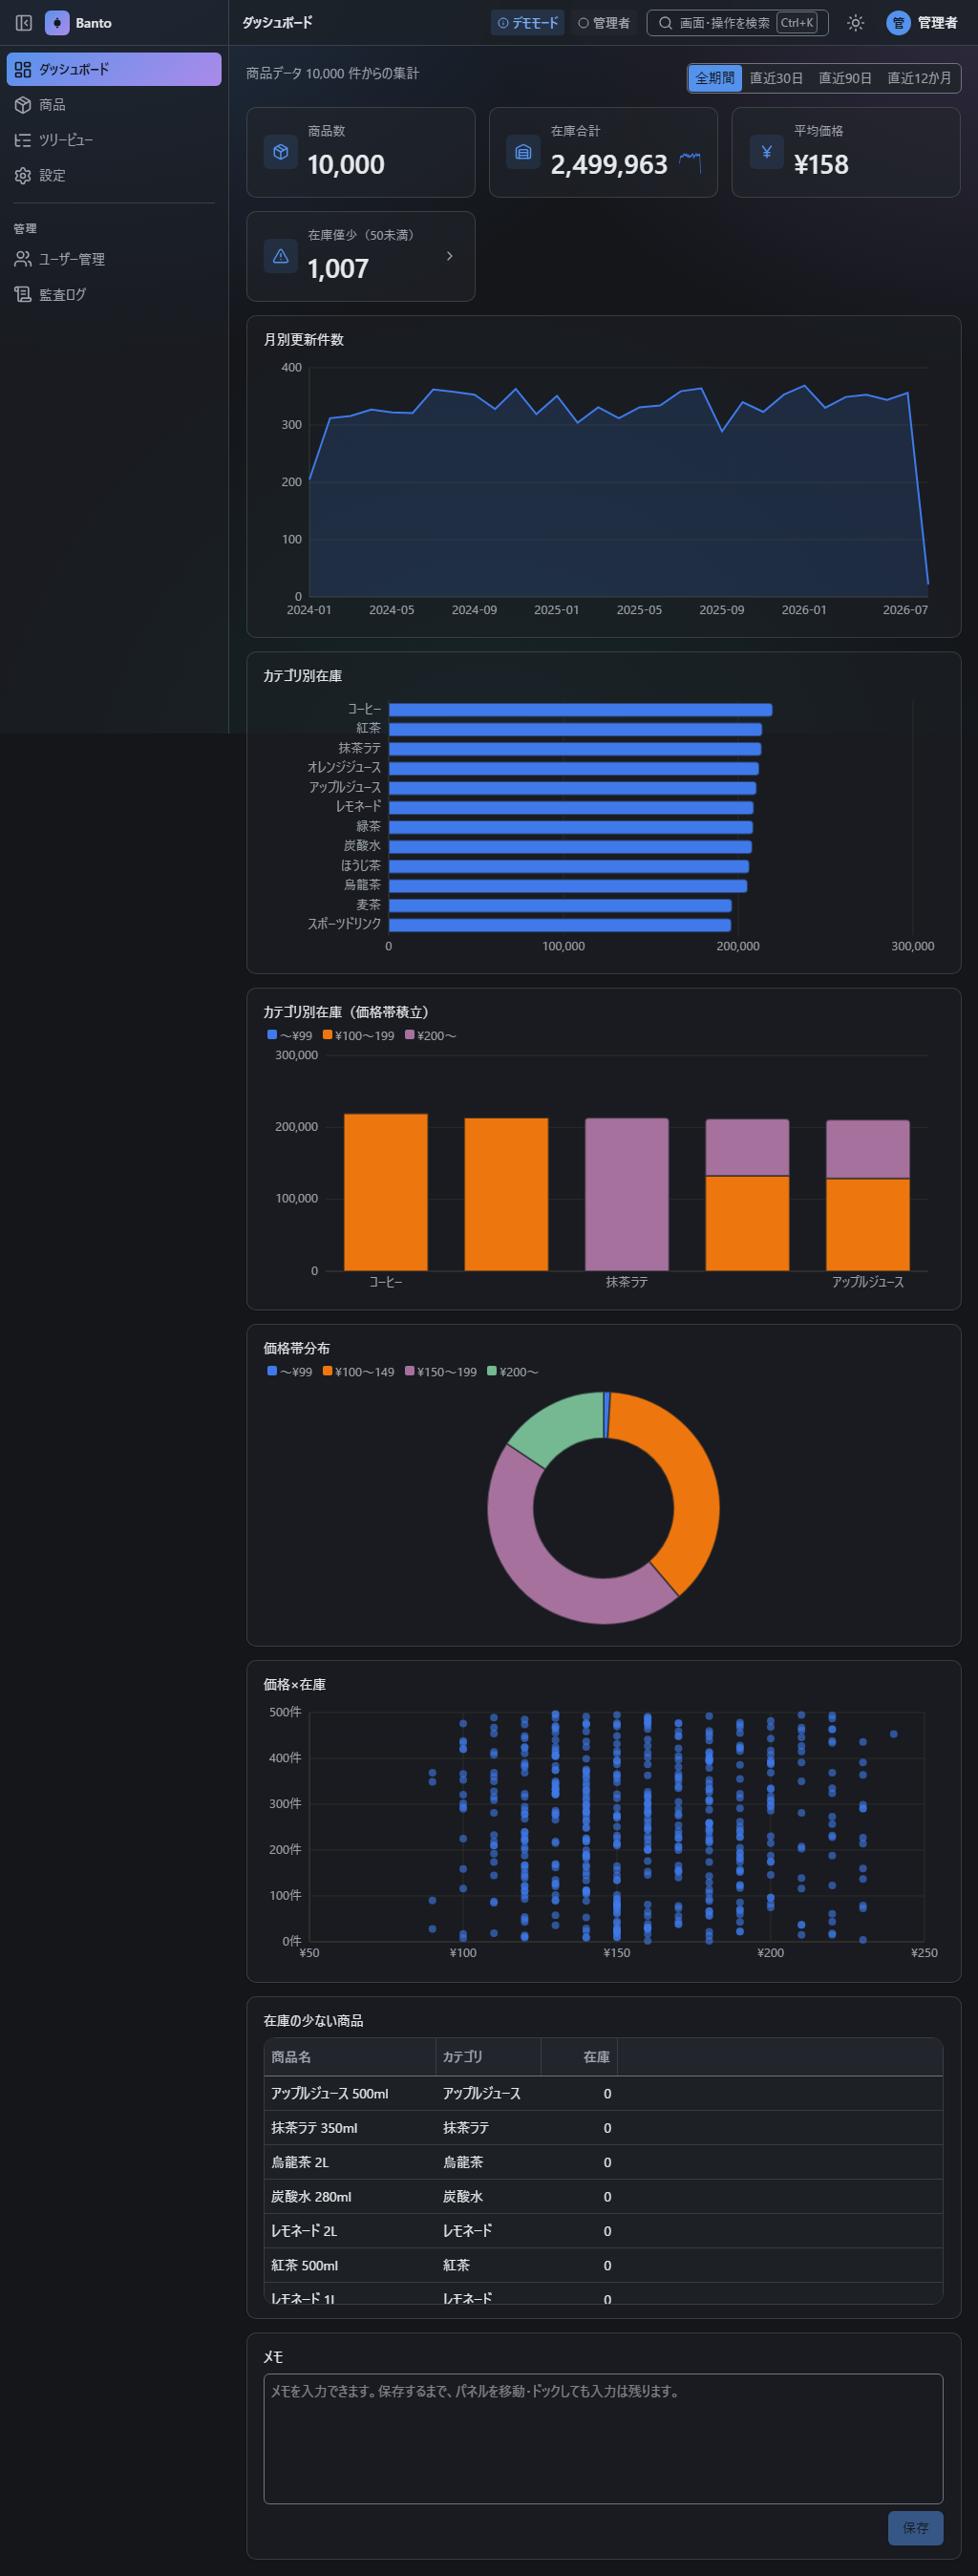 Banto
ダッシュボード
デモモード
管理者
画面・操作を検索 Ctrl+K
管 管理者
ダッシュボード
商品
ツリービュー
設定
管理
ユーザー管理
監査ログ
商品データ 10,000 件からの集計
全期間 直近30日 直近90日 直近12か月
商品数
10,000
在庫合計
2,499,963
平均価格
¥158
在庫僅少（50未満）
1,007
月別更新件数
400
300
200
100
0
2024-01 2024-05 2024-09 2025-01 2025-05 2025-09 2026-01 2026-07
カテゴリ別在庫
コーヒー
紅茶
抹茶ラテ
オレンジジュース
アップルジュース
レモネード
緑茶
炭酸水
ほうじ茶
烏龍茶
麦茶
スポーツドリンク
0 100,000 200,000 300,000
カテゴリ別在庫（価格帯積立）
～¥99 ¥100～199 ¥200～
300,000
200,000
100,000
0
コーヒー 抹茶ラテ アップルジュース
価格帯分布
～¥99 ¥100～149 ¥150～199 ¥200～
価格×在庫
500件
400件
300件
200件
100件
0件
¥50 ¥100 ¥150 ¥200 ¥250
在庫の少ない商品
商品名 カテゴリ 在庫
アップルジュース 500ml アップルジュース 0
抹茶ラテ 350ml 抹茶ラテ 0
烏龍茶 2L 烏龍茶 0
炭酸水 280ml 炭酸水 0
レモネード 2L レモネード 0
紅茶 500ml 紅茶 0
レモネード 1L レモネード 0
メモ
メモを入力できます。保存するまで、パネルを移動・ドックしても入力は残ります。
保存